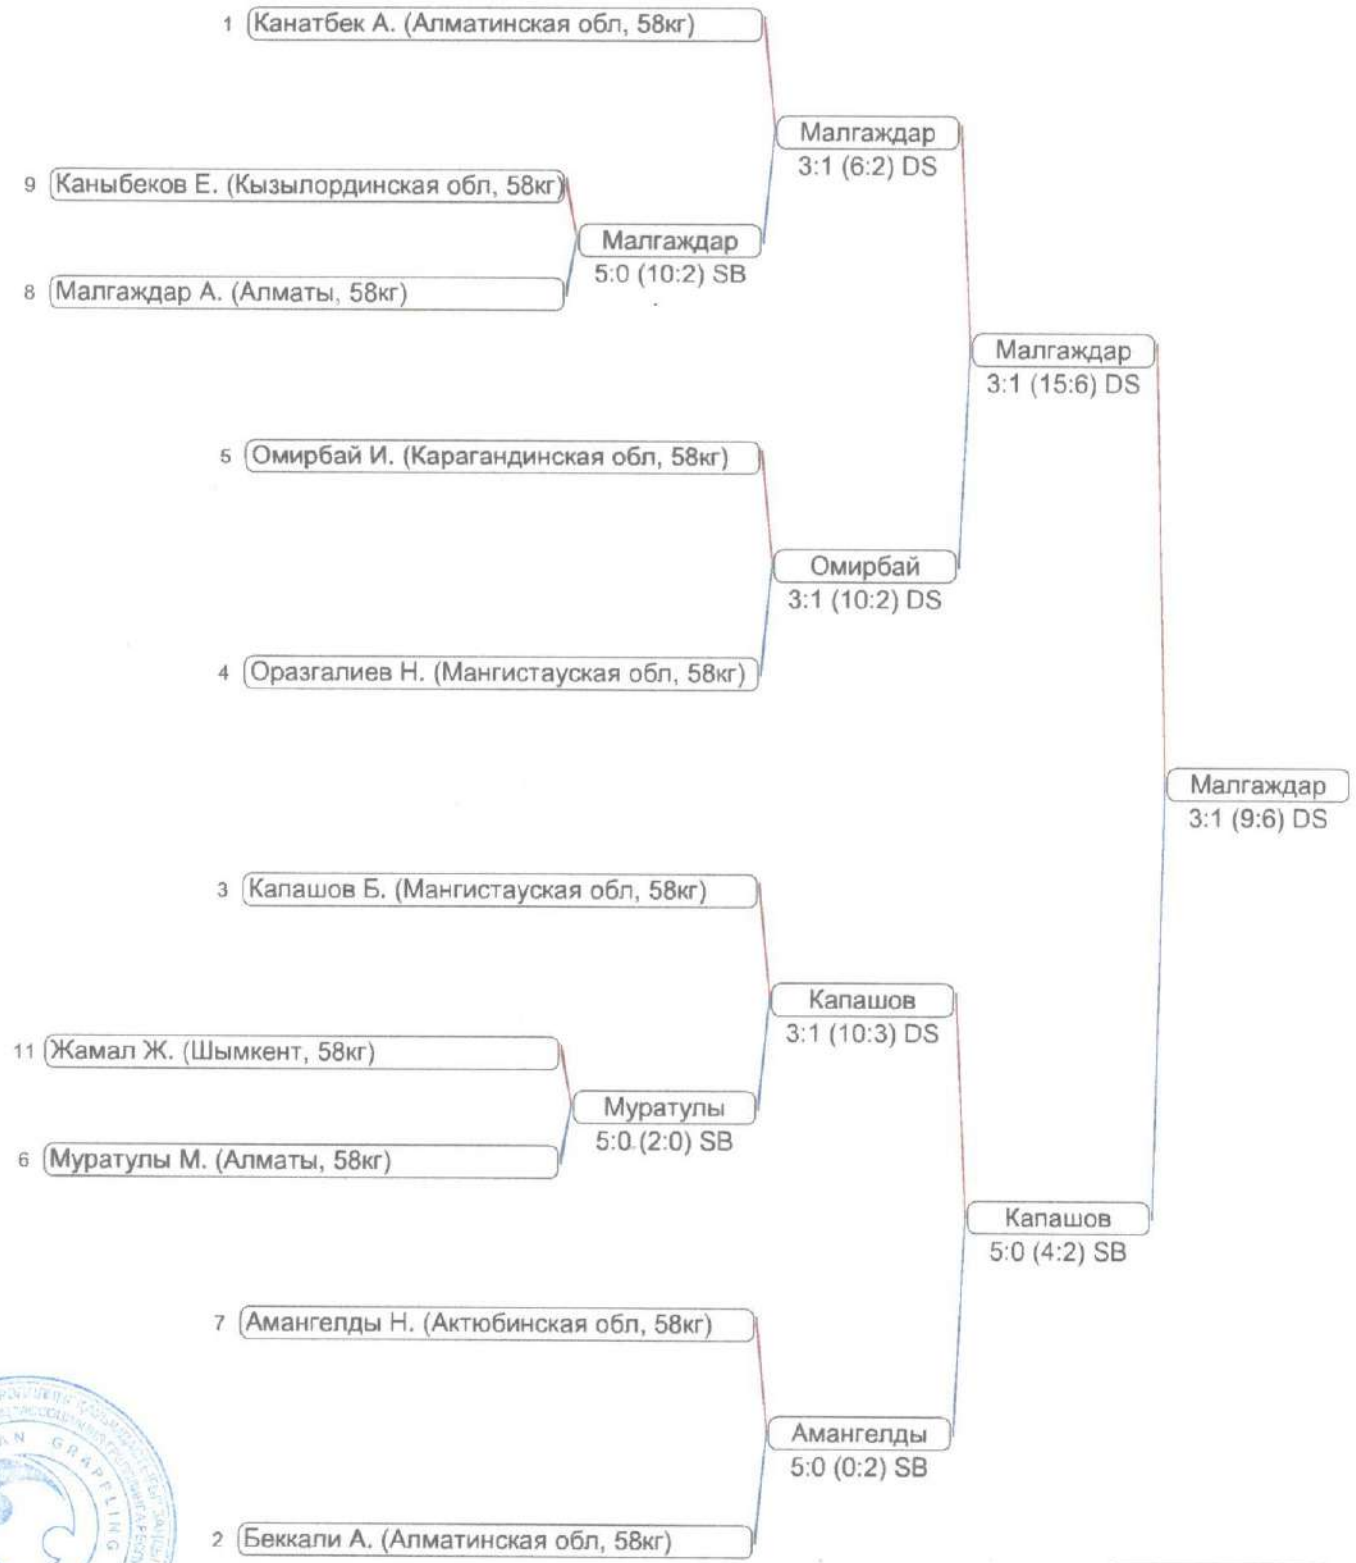 1 Канатбек А. (Алматинская обл, 58кг)
Малгаждар
3:1 (6:2) DS
9 Каныбеков Е. (Кызылординская обл, 58кг)
Малгаждар
5:0 (10:2) SB
8 Малгаждар А. (Алматы, 58кг)
Малгаждар
3:1 (15:6) DS
5 Омирбай И. (Карагандинская обл, 58кг)
Омирбай
3:1 (10:2) DS
4 Оразгалиев Н. (Мангистауская обл, 58кг)
Малгаждар
3:1 (9:6) DS
3 Капашов Б. (Мангистауская обл, 58кг)
Капашов
3:1 (10:3) DS
11 Жамал Ж. (Шымкент, 58кг)
Муратулы
5:0 (2:0) SB
6 Муратулы М. (Алматы, 58кг)
Капашов
5:0 (4:2) SB
7 Амангелды Н. (Актюбинская обл, 58кг)
Амангелды
5:0 (0:2) SB
2 Беккали А. (Алматинская обл, 58кг)
GRAPPLING